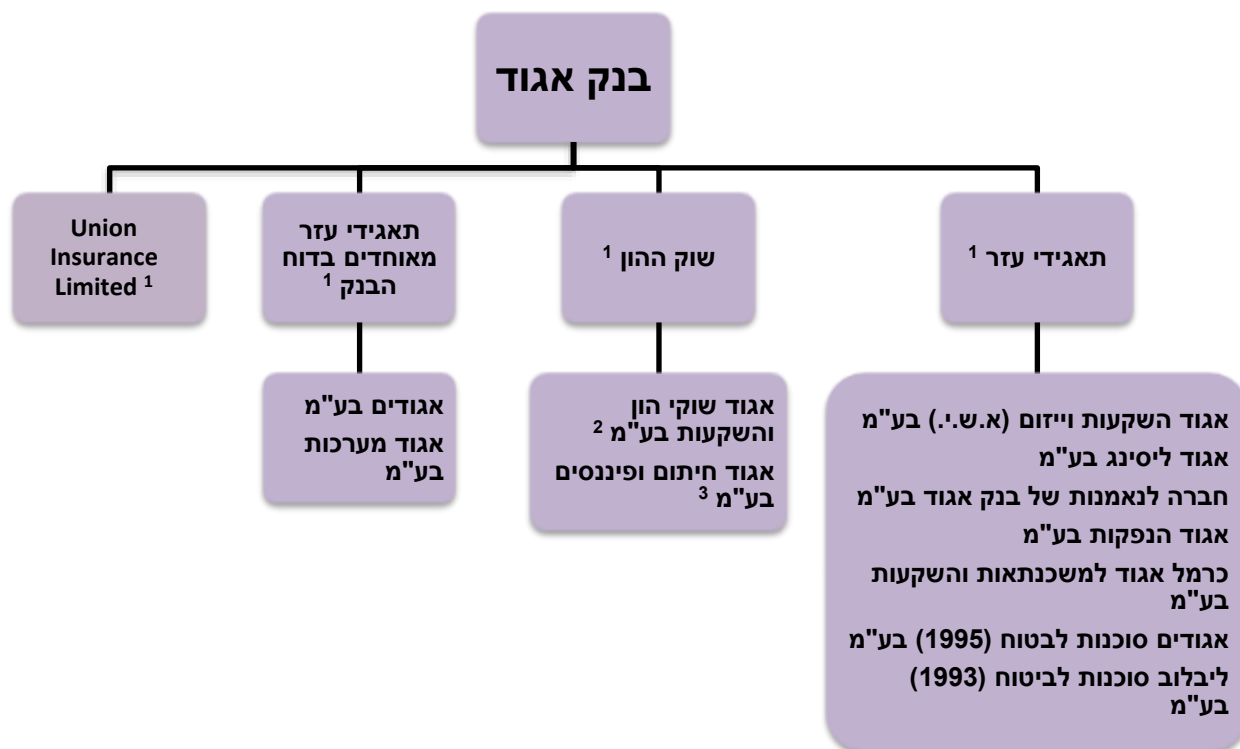 בנק אגוד
תאגידי עזר 1
שוק ההון 1
תאגידי עזר
מאוחדים בדוח
הבנק 1
Union
Insurance
Limited 1
אגוד השקעות וייזום (א.ש.י.) בע"מ
אגוד ליסינג בע"מ
חברה לנאמנות של בנק אגוד בע"מ
אגוד הנפקות בע"מ
כרמל אגוד למשכנתאות והשקעות
בע"מ
אגודים סוכנות לבטוח (1995) בע"מ
ליבלוב סוכנות לביטוח (1993)
בע"מ
אגוד שוקי הון
והשקעות בע"מ 2
אגוד חיתום ופיננסים
בע"מ 3
אגודים בע"מ
אגוד מערכות
בע"מ